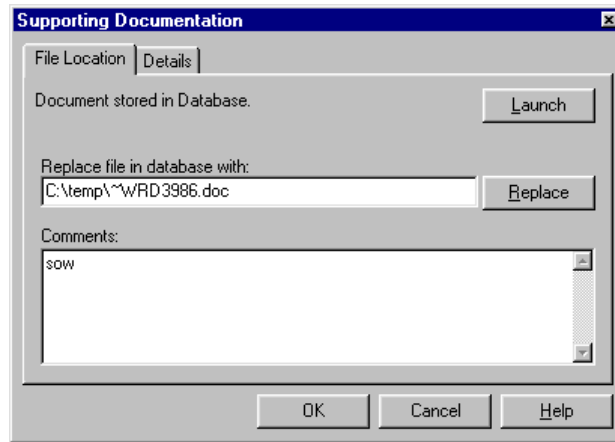 Supporting Documentation
File Location Details
Document stored in Database.
Launch
Replace file in database with:
C:\temp\~WRD3986.doc Replace
Comments:
sow
OK Cancel Help